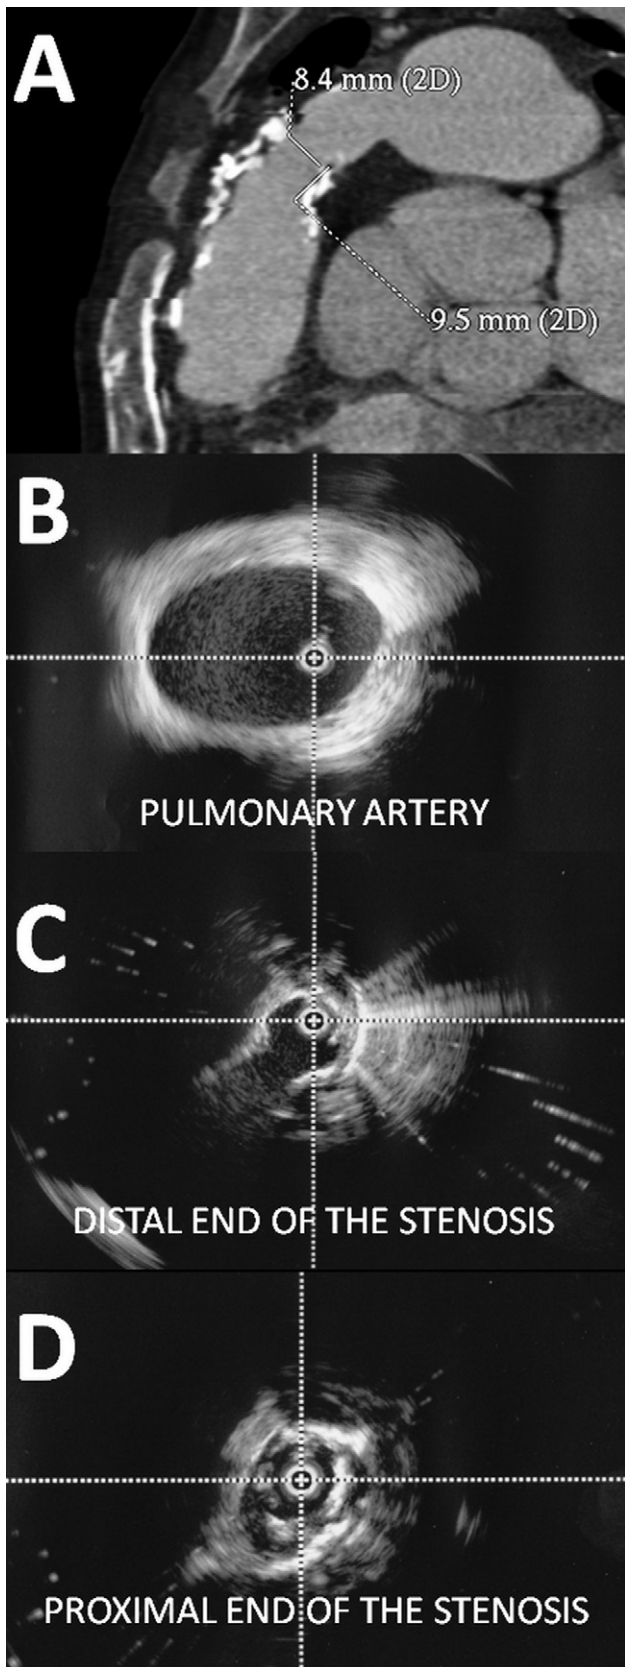 A
8.4 mm (2D)
9.5 mm (2D)
B
PULMONARY ARTERY
C
DISTAL END OF THE STENOSIS
D
PROXIMAL END OF THE STENOSIS